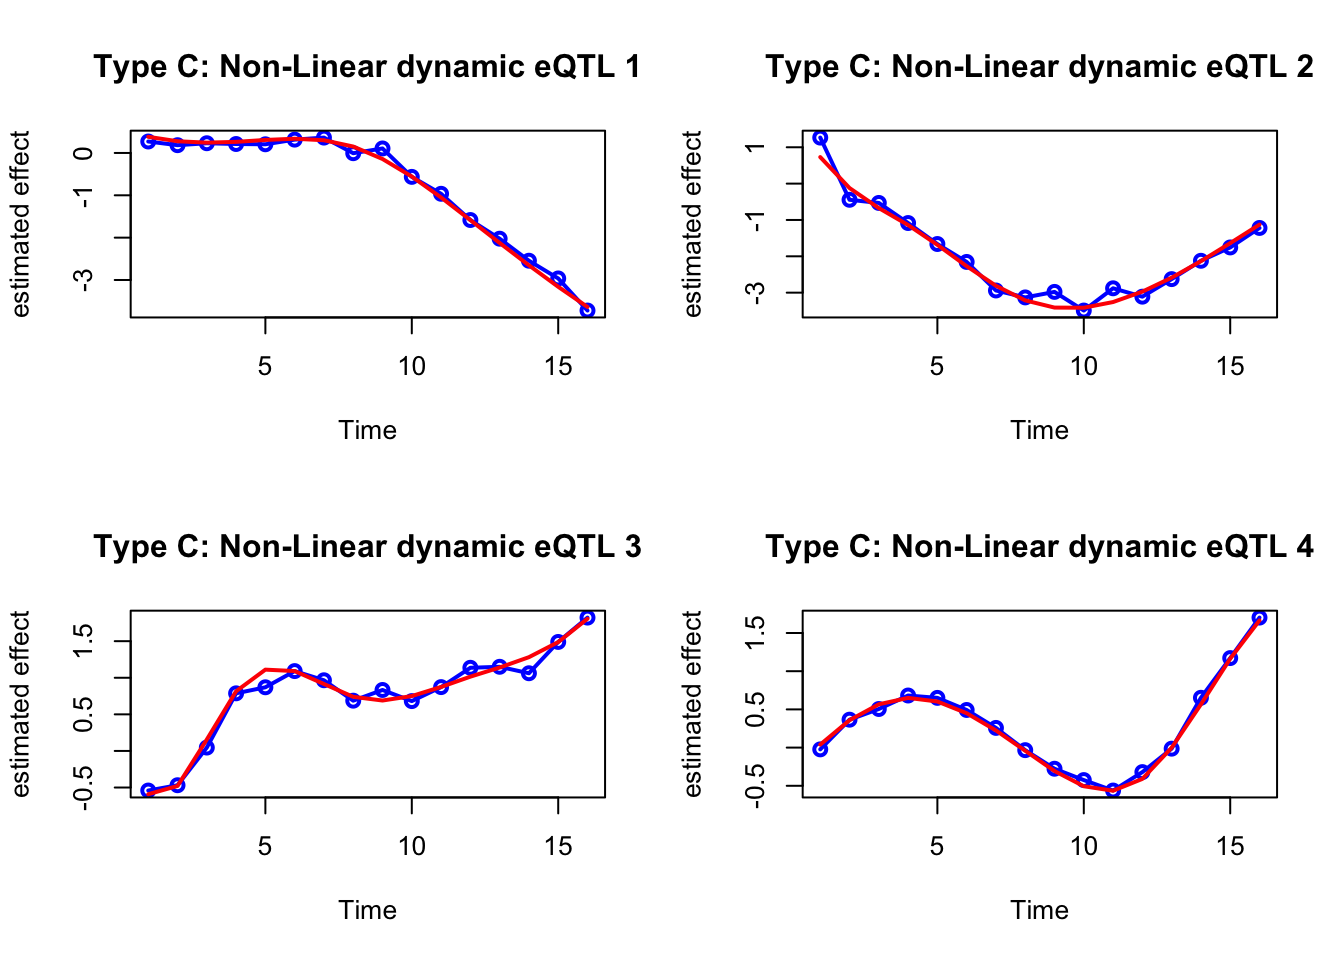 Type C: Non-Linear dynamic eQTL 1
estimated effect
0
-1
-3
5 10 15
Time
Type C: Non-Linear dynamic eQTL 2
estimated effect
1
-1
-3
5 10 15
Time
Type C: Non-Linear dynamic eQTL 3
estimated effect
1.5
0.5
-0.5
5 10 15
Time
Type C: Non-Linear dynamic eQTL 4
estimated effect
1.5
0.5
-0.5
5 10 15
Time